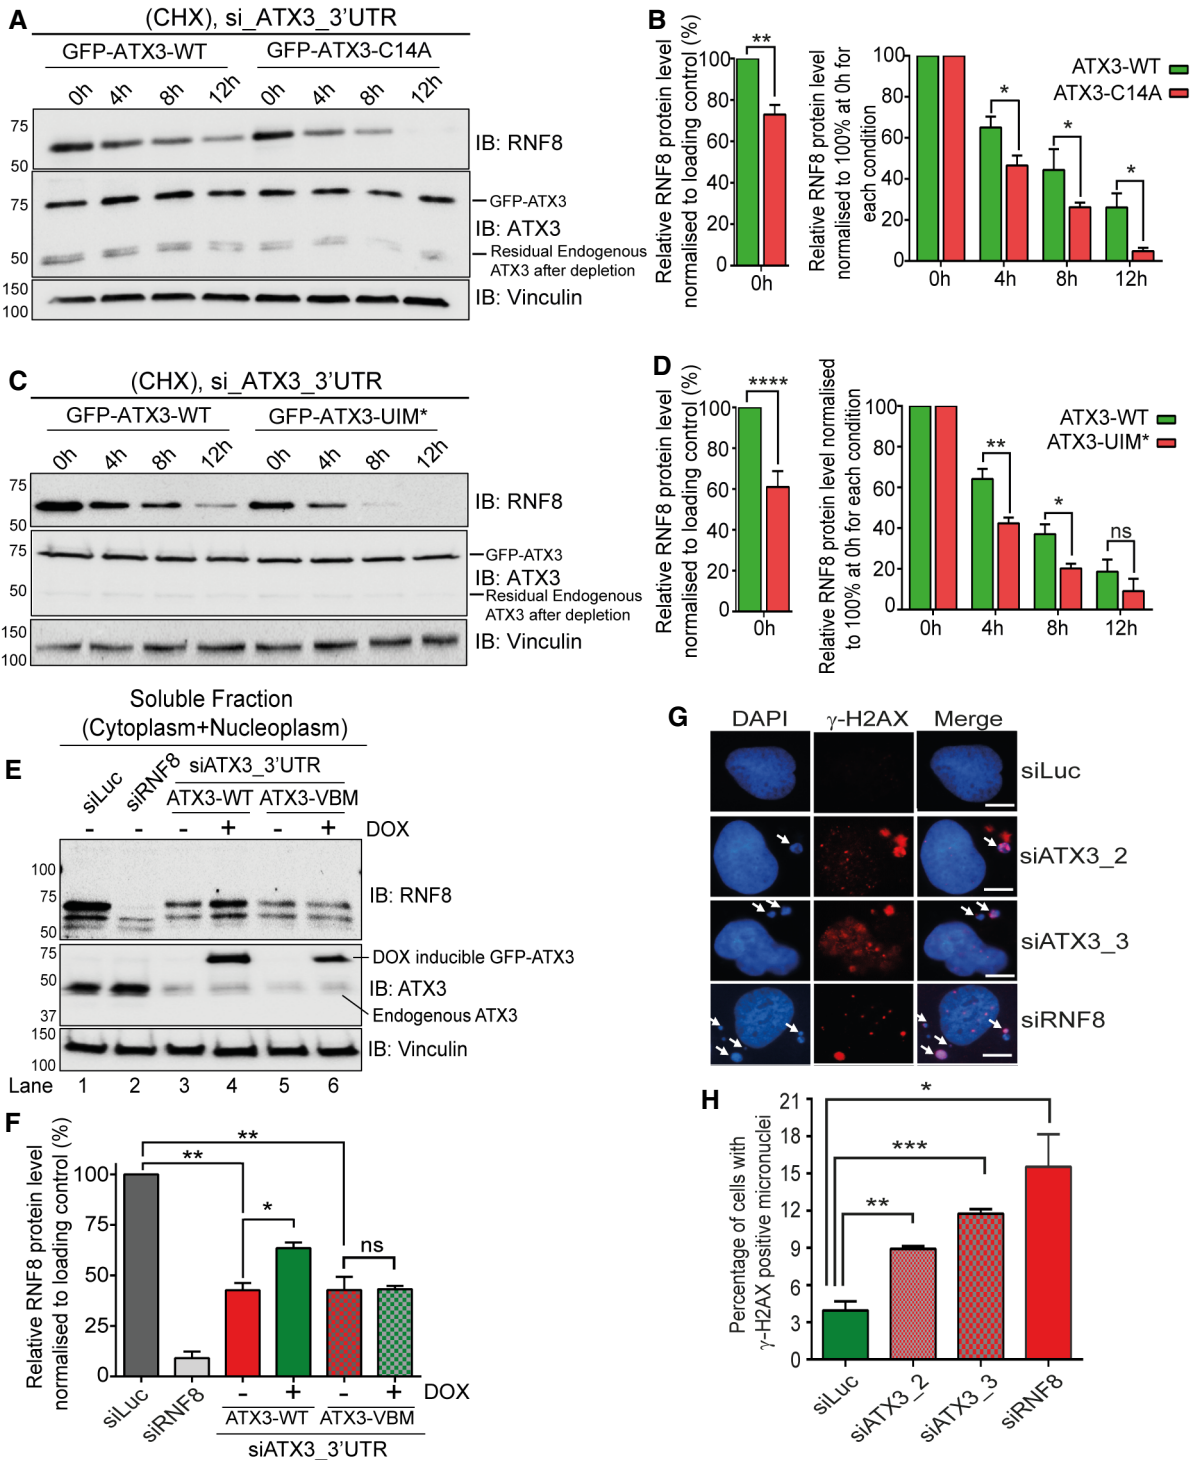 A
(CHX), si_ATX3_3'UTR
GFP-ATX3-WT GFP-ATX3-C14A
0h 4h 8h 12h 0h 4h 8h 12h
75
50
IB: RNF8
75
50
GFP-ATX3
IB: ATX3
Residual Endogenous
ATX3 after depletion
150
100
IB: Vinculin
B
Relative RNF8 protein level
normalised to loading control (%)
100
80
60
40
20
0
**
0h
Relative RNF8 protein level
normalised to 100% at 0h for
each condition
100
80
60
40
20
0
*
*
*
0h 4h 8h 12h
ATX3-WT
ATX3-C14A
C
(CHX), si_ATX3_3'UTR
GFP-ATX3-WT GFP-ATX3-UIM*
0h 4h 8h 12h 0h 4h 8h 12h
75
50
IB: RNF8
75
50
GFP-ATX3
IB: ATX3
Residual Endogenous
ATX3 after depletion
150
100
IB: Vinculin
D
Relative RNF8 protein level
normalised to loading control (%)
100
80
60
40
20
0
****
0h
Relative RNF8 protein level normalised
to 100% at 0h for each condition
100
80
60
40
20
0
**
*
ns
0h 4h 8h 12h
ATX3-WT
ATX3-UIM*
Soluble Fraction
(Cytoplasm+Nucleoplasm)
E
siLuc siRNF8 siATX3_3'UTR
ATX3-WT ATX3-VBM
- - - + - + DOX
100
75
50
IB: RNF8
75
50
37
DOX inducible GFP-ATX3
IB: ATX3
Endogenous ATX3
150
100
IB: Vinculin
Lane 1 2 3 4 5 6
F
Relative RNF8 protein level
normalised to loading control (%)
100
75
50
25
0
**
**
*
ns
siLuc siRNF8 - + - + DOX
ATX3-WT ATX3-VBM
siATX3_3'UTR
G
DAPI γ-H2AX Merge
siLuc
siATX3_2
siATX3_3
siRNF8
H
Percentage of cells with
γ-H2AX positive micronuclei
21
18
15
12
9
6
3
0
*
***
**
siLuc siATX3_2 siATX3_3 siRNF8